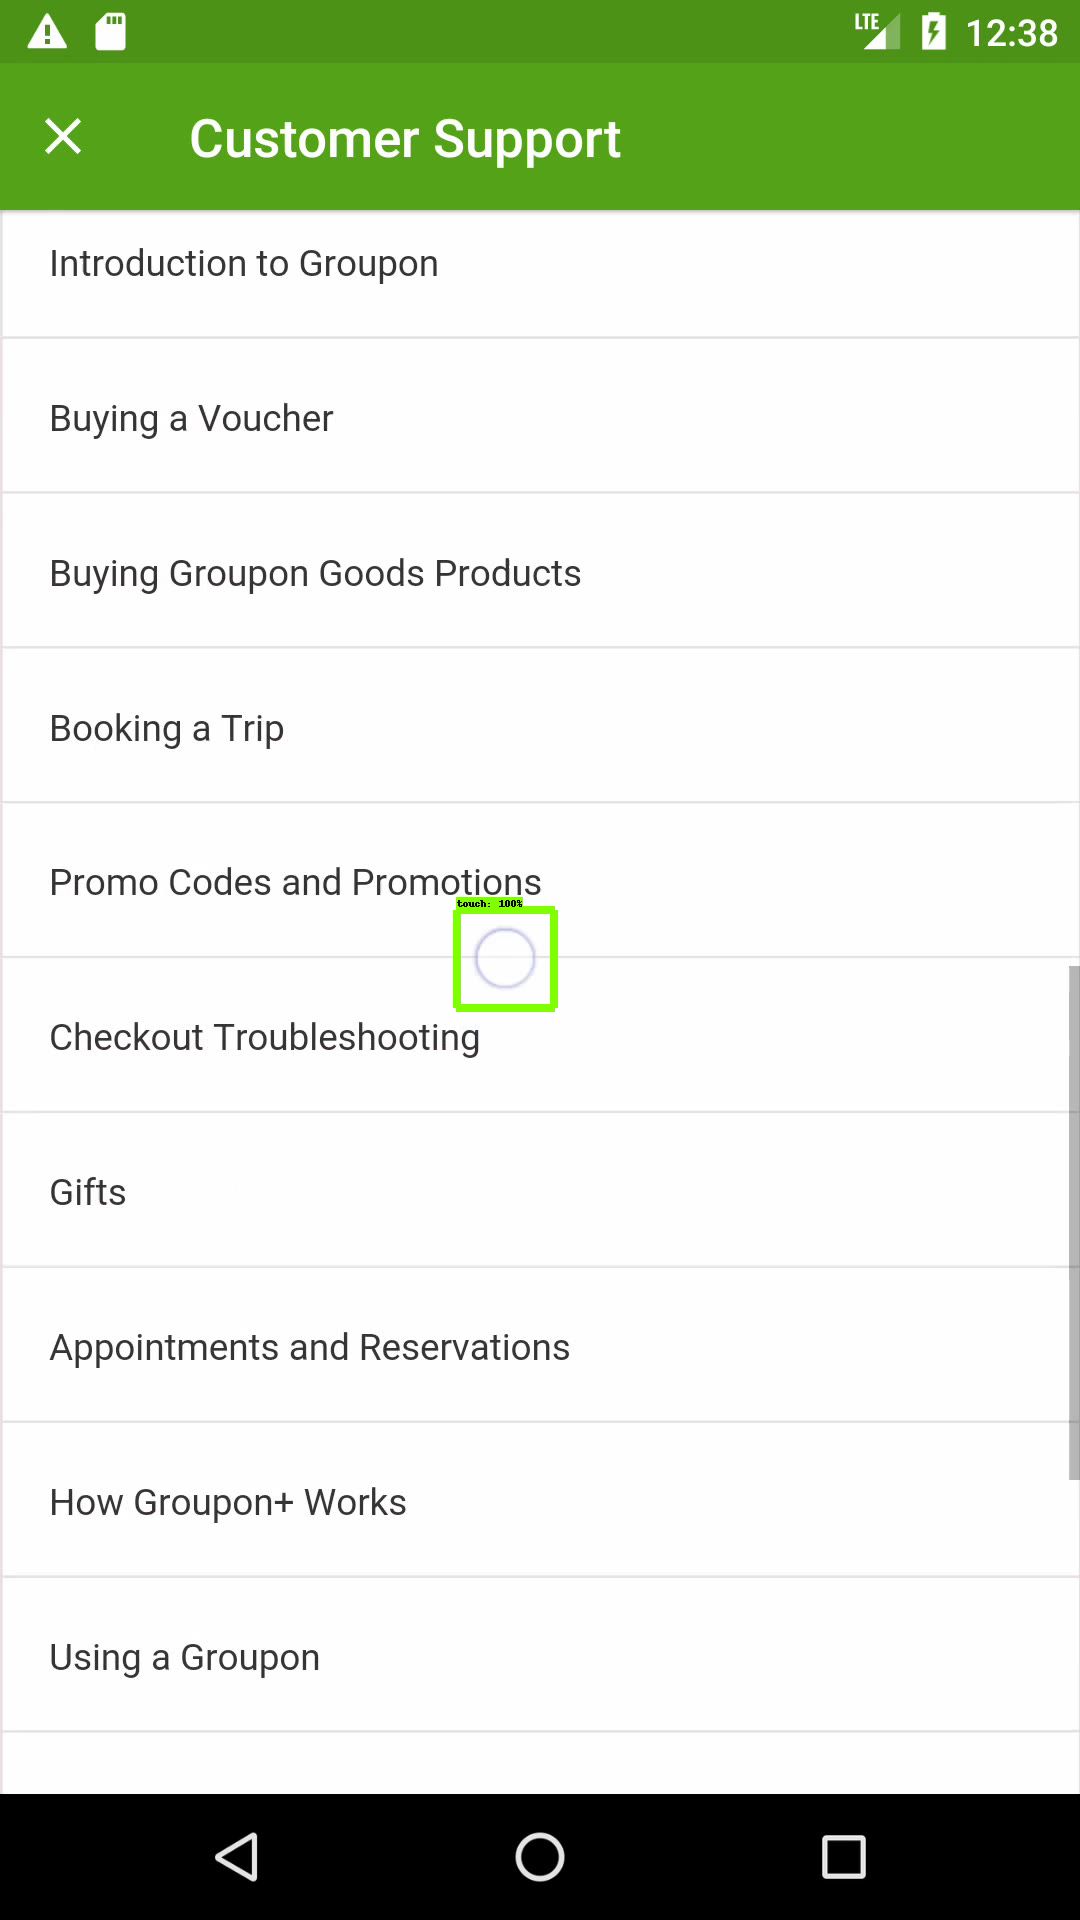 LTE 12:38
Customer Support
Introduction to Groupon
Buying a Voucher
Buying Groupon Goods Products
Booking a Trip
Promo Codes and Promotions
touch: 100%
Checkout Troubleshooting
Gifts
Appointments and Reservations
How Groupon+ Works
Using a Groupon